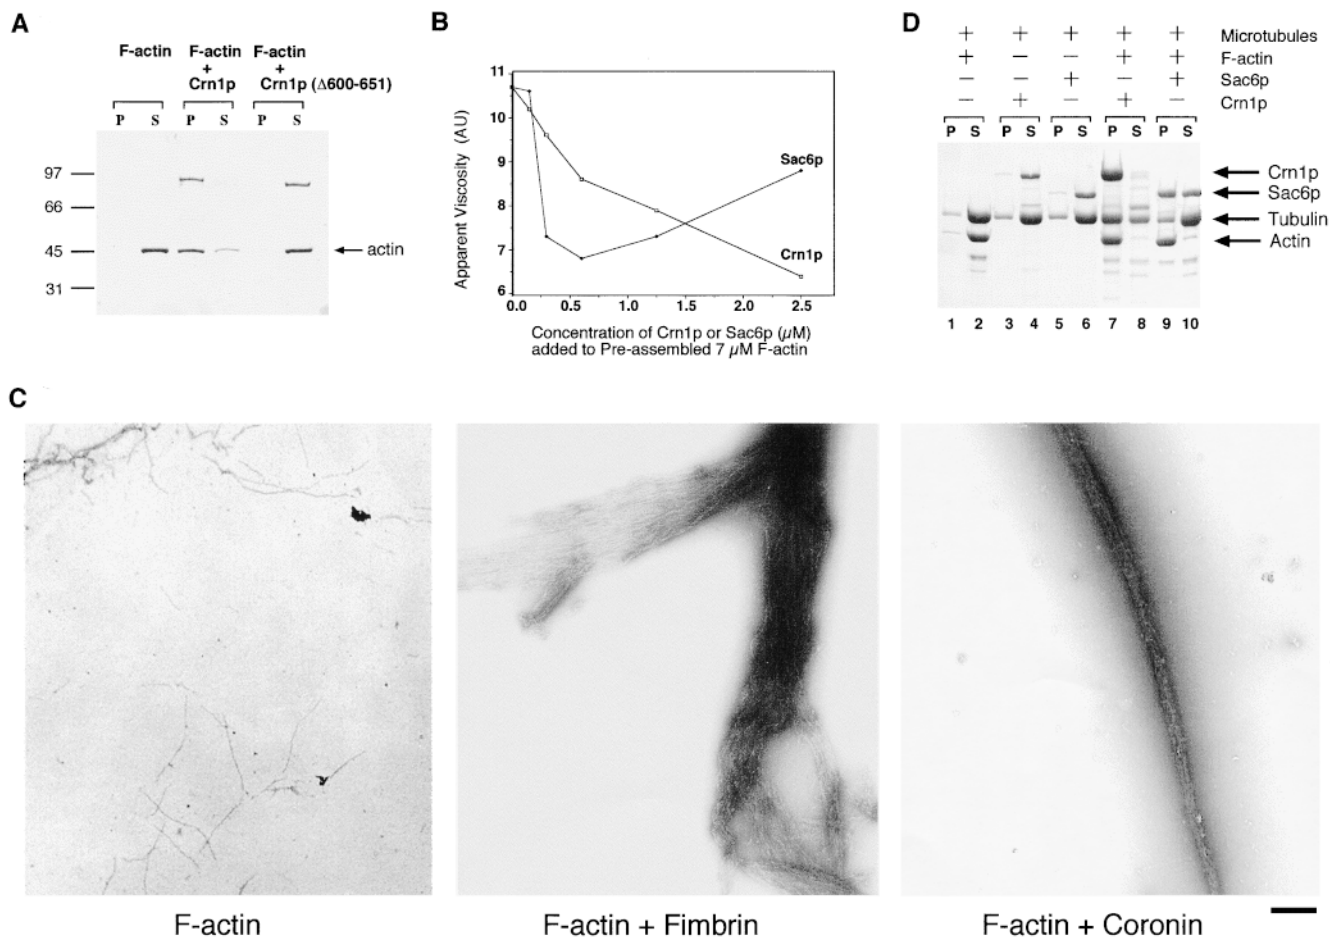 A
F-actin
F-actin
+
Crn1p
F-actin
+
Crn1p (Δ600-651)
P S P S P S
97
66
45
31
actin
B
11
10
9
8
7
6
Apparent Viscosity (AU)
Sac6p
Crn1p
0.0 0.5 1.0 1.5 2.0 2.5
Concentration of Crn1p or Sac6p (µM)
added to Pre-assembled 7 µM F-actin
D
+ + + + + Microtubules
+ − − + + F-actin
− − + − + Sac6p
− + − + − Crn1p
P S P S P S P S P S
Crn1p
Sac6p
Tubulin
Actin
1 2 3 4 5 6 7 8 9 10
C
F-actin
F-actin + Fimbrin
F-actin + Coronin